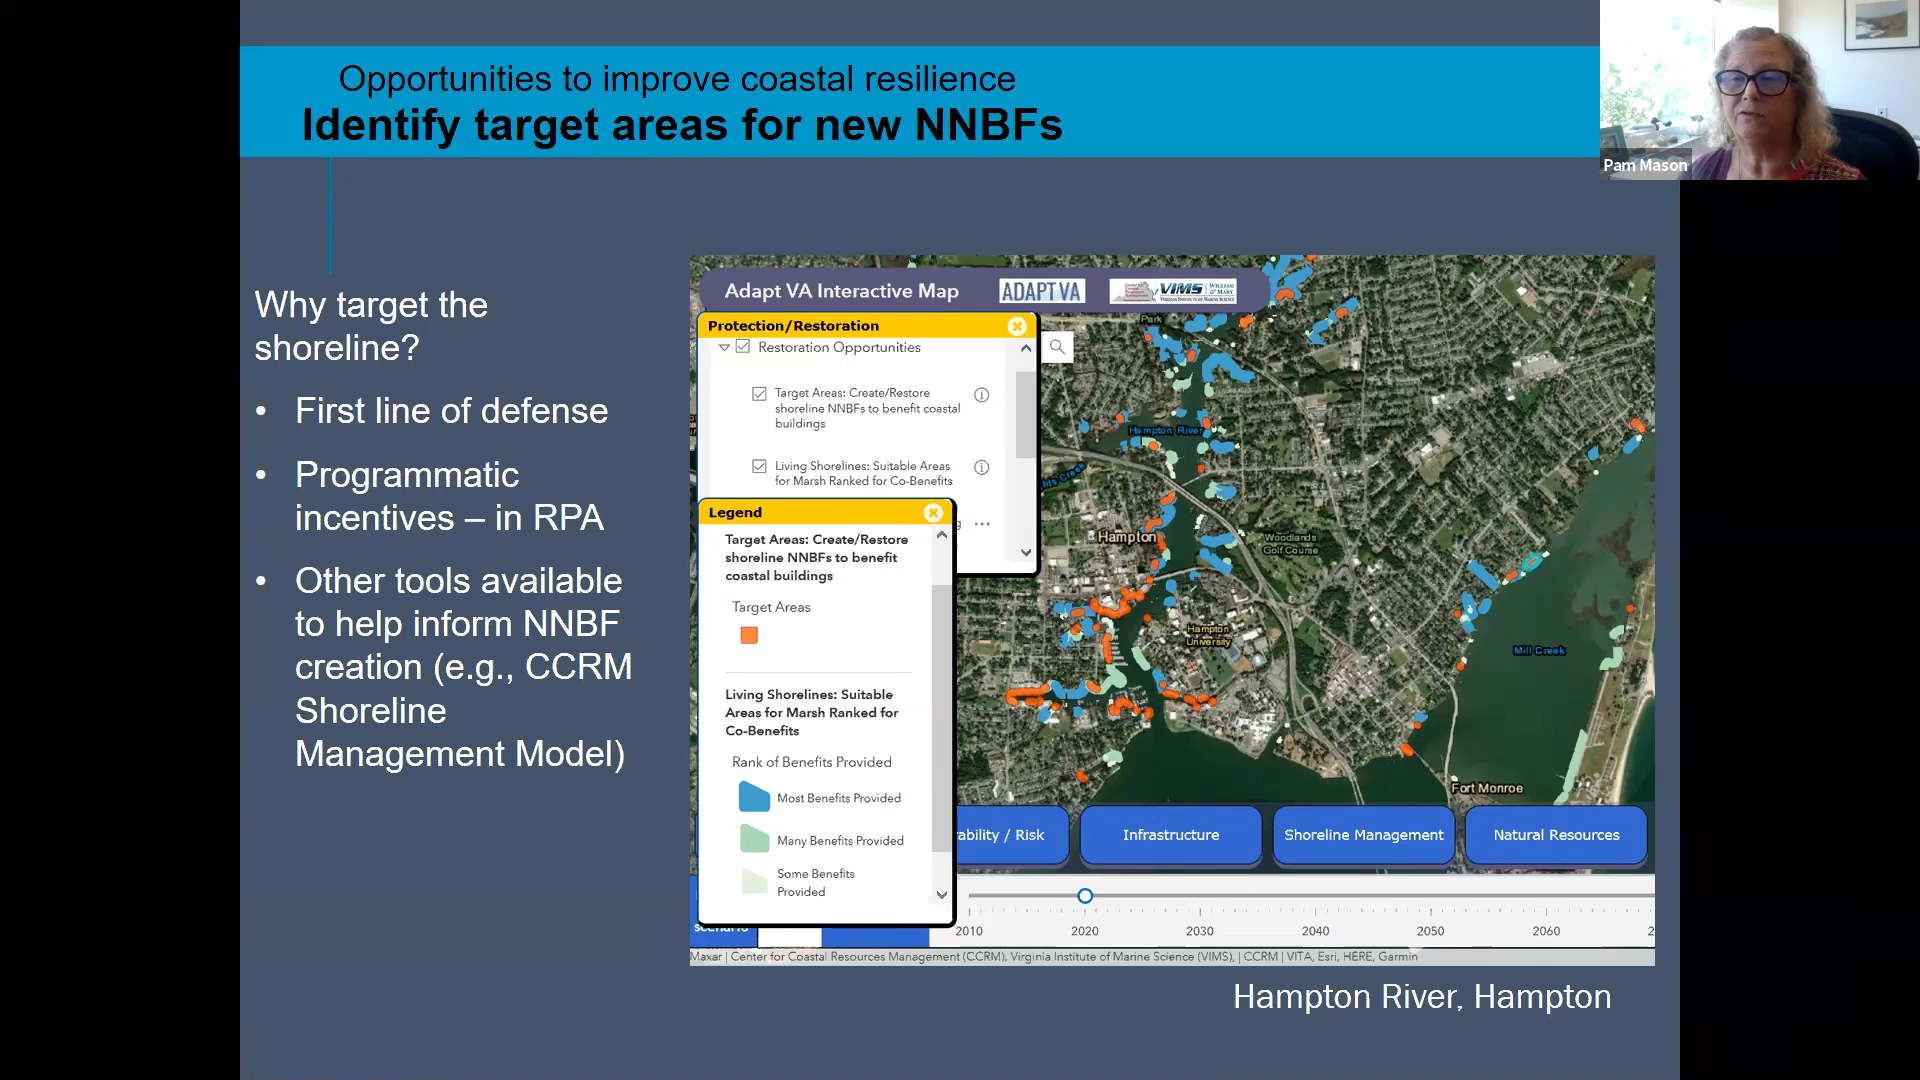 Opportunities to improve coastal resilience
Identify target areas for new NNBFs
Pam Mason
Why target the
shoreline?
• First line of defense
• Programmatic
incentives – in RPA
• Other tools available
to help inform NNBF
creation (e.g., CCRM
Shoreline
Management Model)
Adapt VA Interactive Map
ADAPTVA
VIMS WILLIAM & MARY
VIRGINIA INSTITUTE OF MARINE SCIENCE
Protection/Restoration
Restoration Opportunities
Target Areas: Create/Restore
shoreline NNBFs to benefit coastal
buildings
Living Shorelines: Suitable Areas
for Marsh Ranked for Co-Benefits
Legend
Target Areas: Create/Restore
shoreline NNBFs to benefit
coastal buildings
Target Areas
Living Shorelines: Suitable
Areas for Marsh Ranked for
Co-Benefits
Rank of Benefits Provided
Most Benefits Provided
Many Benefits Provided
Some Benefits
Provided
Park
Hampton River
Hampton
Woodlands
Golf Course
Hampton
University
Mill Creek
Fort Monroe
rability / Risk
Infrastructure
Shoreline Management
Natural Resources
scenario
2010
2020
2030
2040
2050
2060
2
Maxar | Center for Coastal Resources Management (CCRM), Virginia Institute of Marine Science (VIMS), | CCRM | VITA, Esri, HERE, Garmin
Hampton River, Hampton